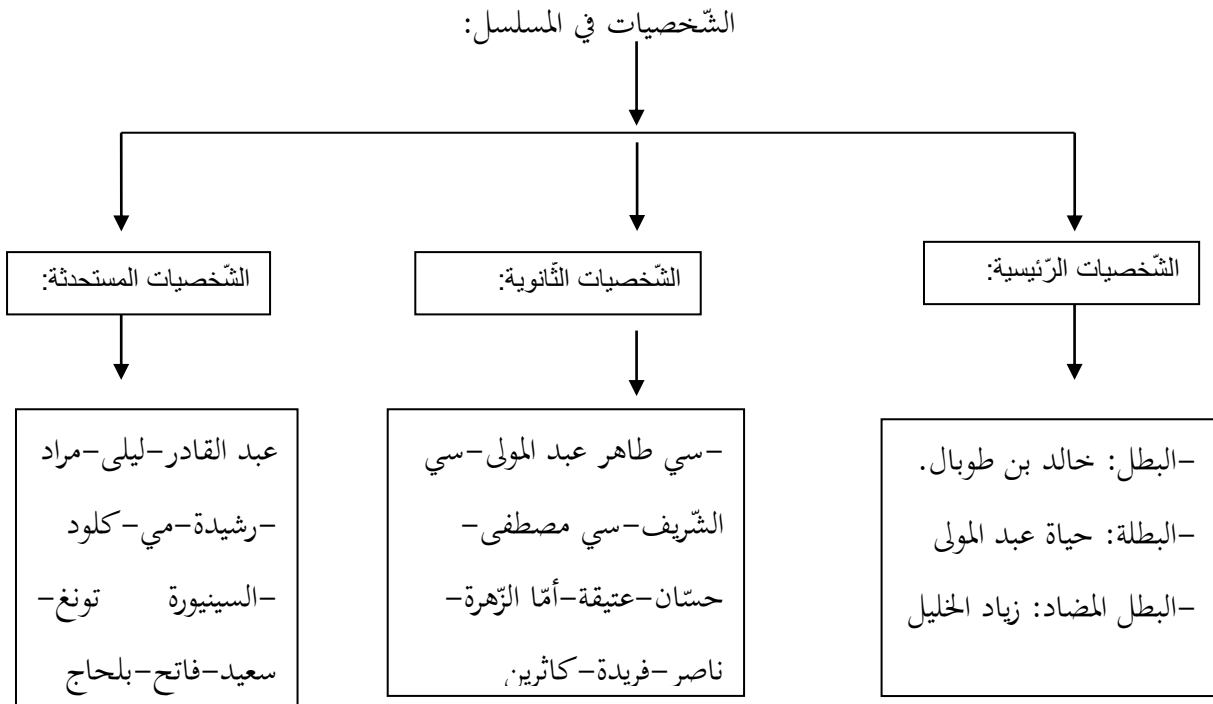 الشّخصيات في المسلسل:
الشّخصيات الرّئيسية:
الشّخصيات الثّانوية:
الشّخصيات المستحدثة:
-البطل: خالد بن طوبال.
-البطلة: حياة عبد المولى
-البطل المضاد: زياد الخليل
-سي طاهر عبد المولى-سي
الشّريف-سي مصطفى-
حسّان-عتيقة-أمّا الزّهرة-
ناصر-فريدة-كاثرين
عبد القادر-ليلى-مراد
-رشيدة-مي-كلود
-السينيورة تونغ-
سعيد-فاتح-بلحاج